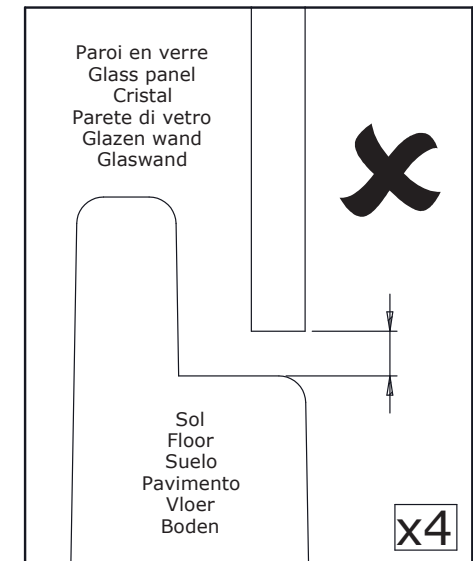 Paroi en verre
Glass panel
Cristal
Parete di vetro
Glazen wand
Glaswand
Sol
Floor
Suelo
Pavimento
Vloer
Boden
x4